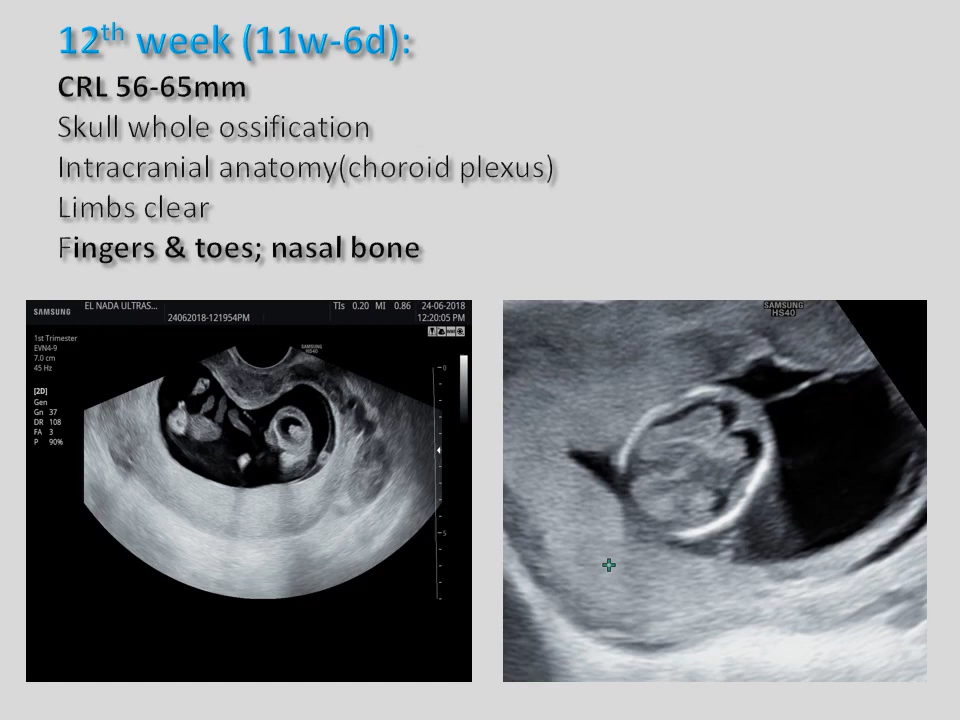 12th week (11w-6d):
CRL 56-65mm
Skull whole ossification
Intracranial anatomy(choroid plexus)
Limbs clear
Fingers & toes; nasal bone
SAMSUNG
EL NADA ULTRAS...
24062018-121954PM
TIs 0.20 MI 0.86
24-06-2018
12:20:05 PM
1st Trimester
EVN4-9
7.0 cm
45 Hz
[2D]
Gen
Gn 37
DR 108
FA 3
P 90%
SAMSUNG
HS40
0
5
SAMSUNG
HS40